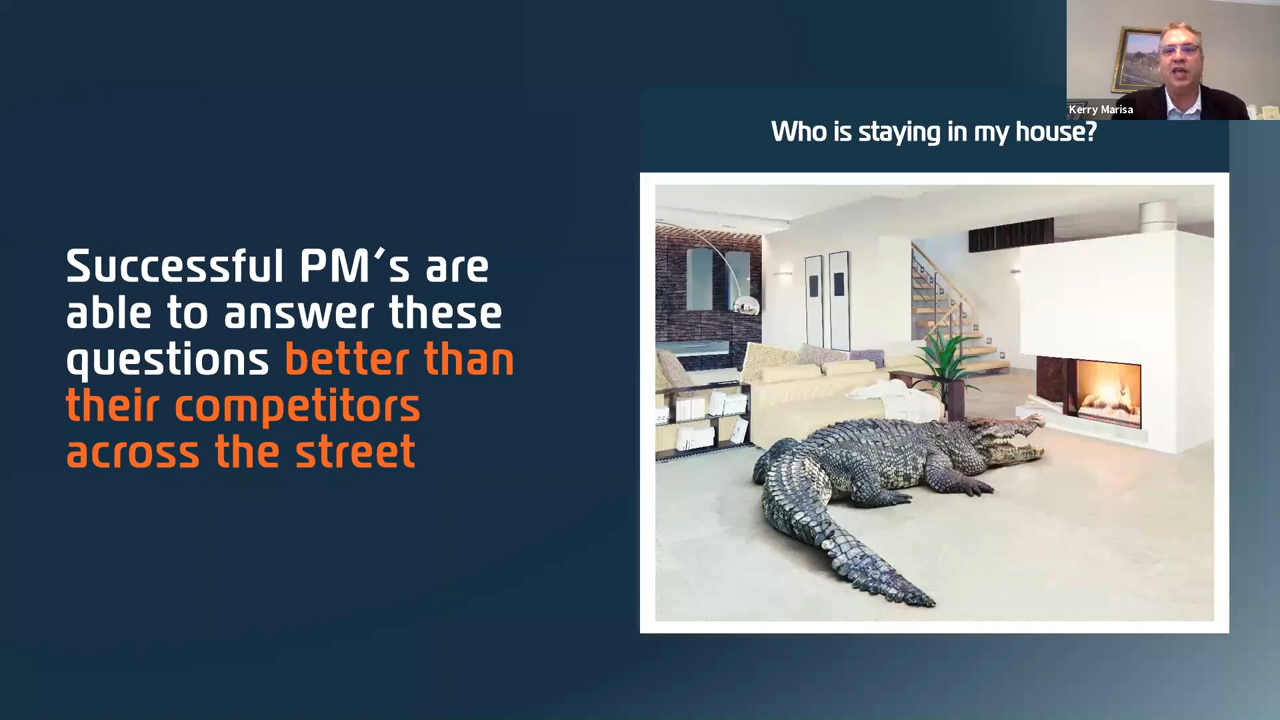 Kerry Marisa
Who is staying in my house?
Successful PM′s are
able to answer these
questions better than
their competitors
across the street